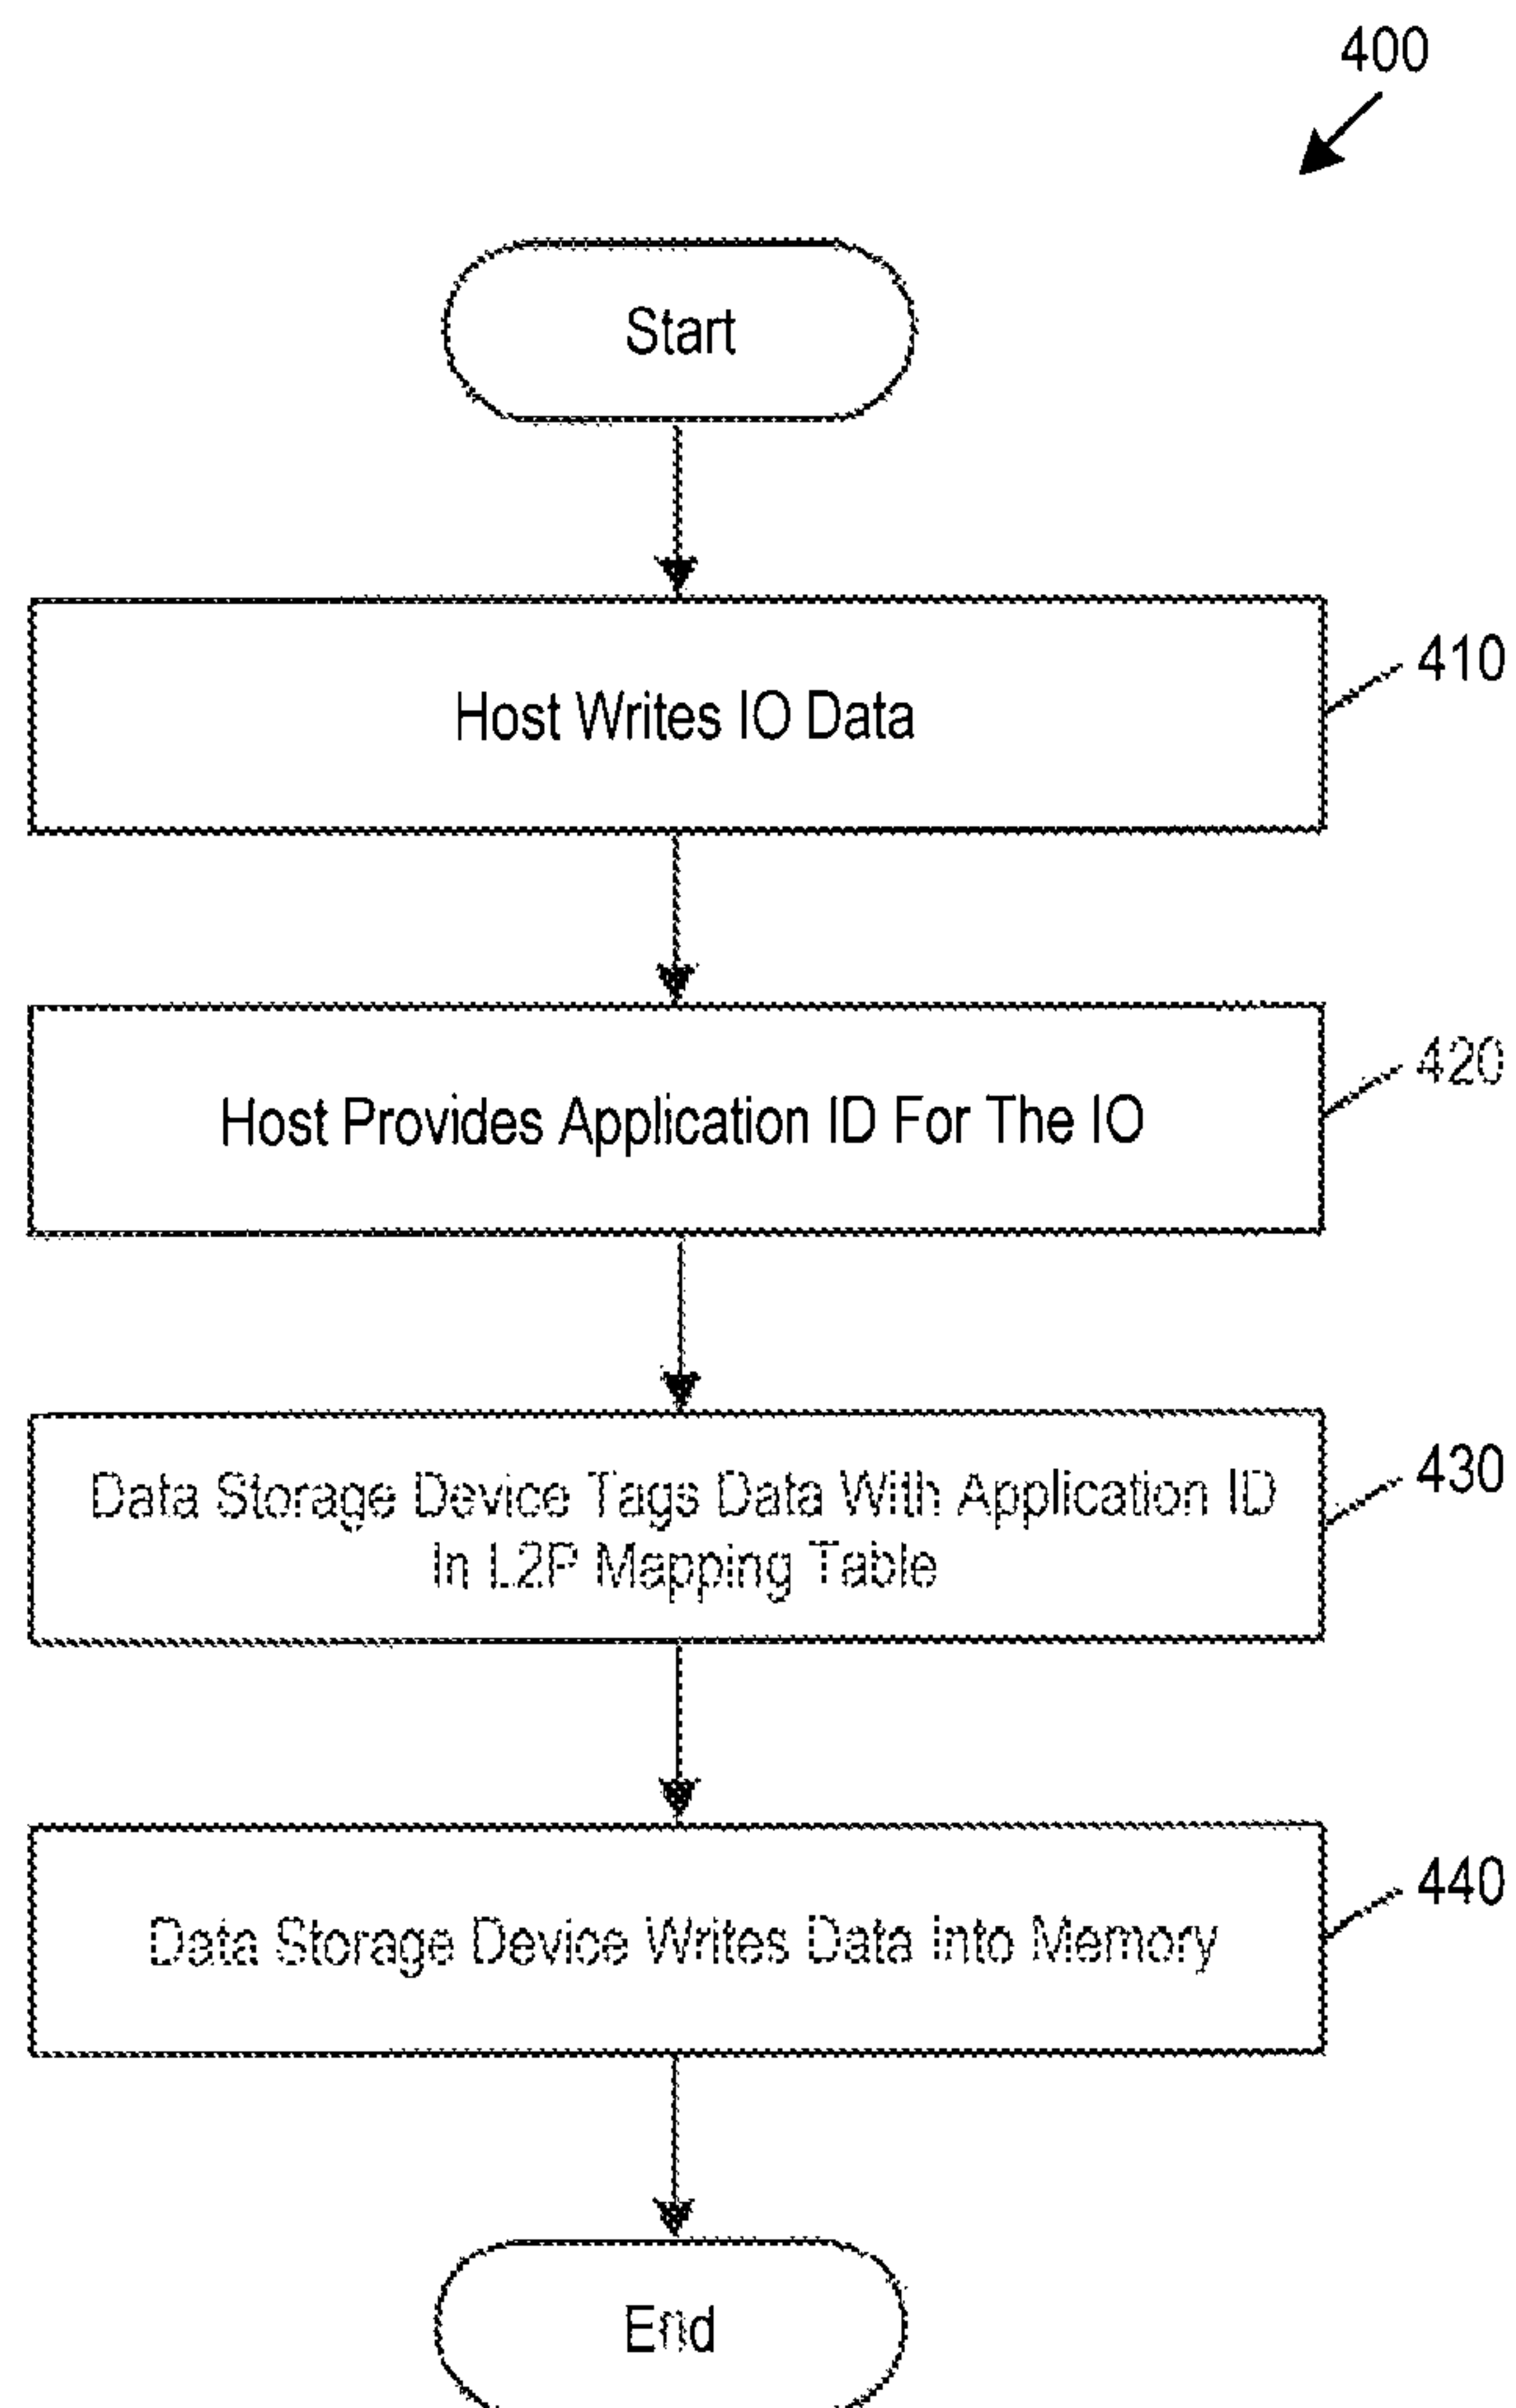 400
Start
Host Writes IO Data
410
Host Provides Application ID For The IO
420
Data Storage Device Tags Data With Application ID
In L2P Mapping Table
430
Data Storage Device Writes Data Into Memory
440
End